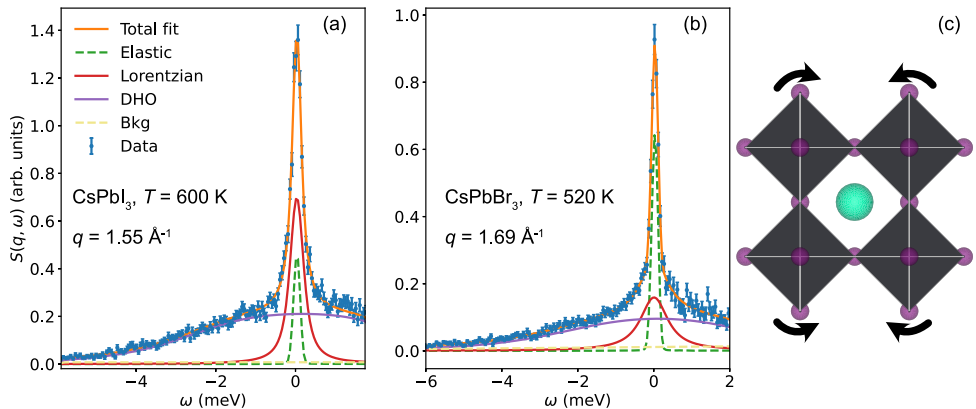 (a)
Total fit
Elastic
Lorentzian
DHO
Bkg
Data
CsPbI₃, T = 600 K
q = 1.55 Å⁻¹
S(q, ω) (arb. units)
1.4
1.2
1.0
0.8
0.6
0.4
0.2
0.0
−4
−2
0
ω (meV)
(b)
CsPbBr₃, T = 520 K
q = 1.69 Å⁻¹
1.0
0.8
0.6
0.4
0.2
0.0
−6
−4
−2
0
2
ω (meV)
(c)